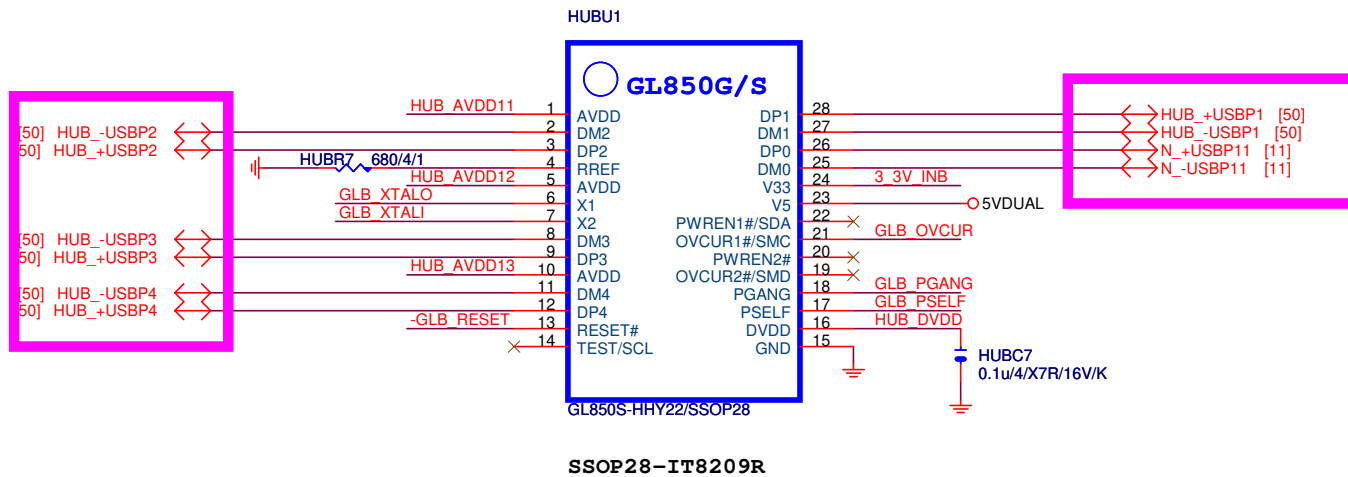 HUBU1
GL850G/S
HUB_AVDD11 1 AVDD DP1 28 HUB_+USBP1 [50]
[50] HUB_-USBP2 2 DM2 DM1 27 HUB_-USBP1 [50]
50] HUB_+USBP2 3 DP2 DP0 26 N_+USBP11 [11]
HUBR7 680/4/1 4 RREF DM0 25 N_-USBP11 [11]
HUB_AVDD12 5 AVDD V33 24 3_3V_INB
GLB_XTALO 6 X1 V5 23 5VDUAL
GLB_XTALI 7 X2 PWREN1#/SDA 22
[50] HUB_-USBP3 8 DM3 OVCUR1#/SMC 21 GLB_OVCUR
50] HUB_+USBP3 9 DP3 PWREN2# 20
HUB_AVDD13 10 AVDD OVCUR2#/SMD 19
[50] HUB_-USBP4 11 DM4 PGANG 18 GLB_PGANG
50] HUB_+USBP4 12 DP4 PSELF 17 GLB_PSELF
-GLB_RESET 13 RESET# DVDD 16 HUB_DVDD
14 TEST/SCL GND 15
HUBC7
0.1u/4/X7R/16V/K
GL850S-HHY22/SSOP28
SSOP28-IT8209R